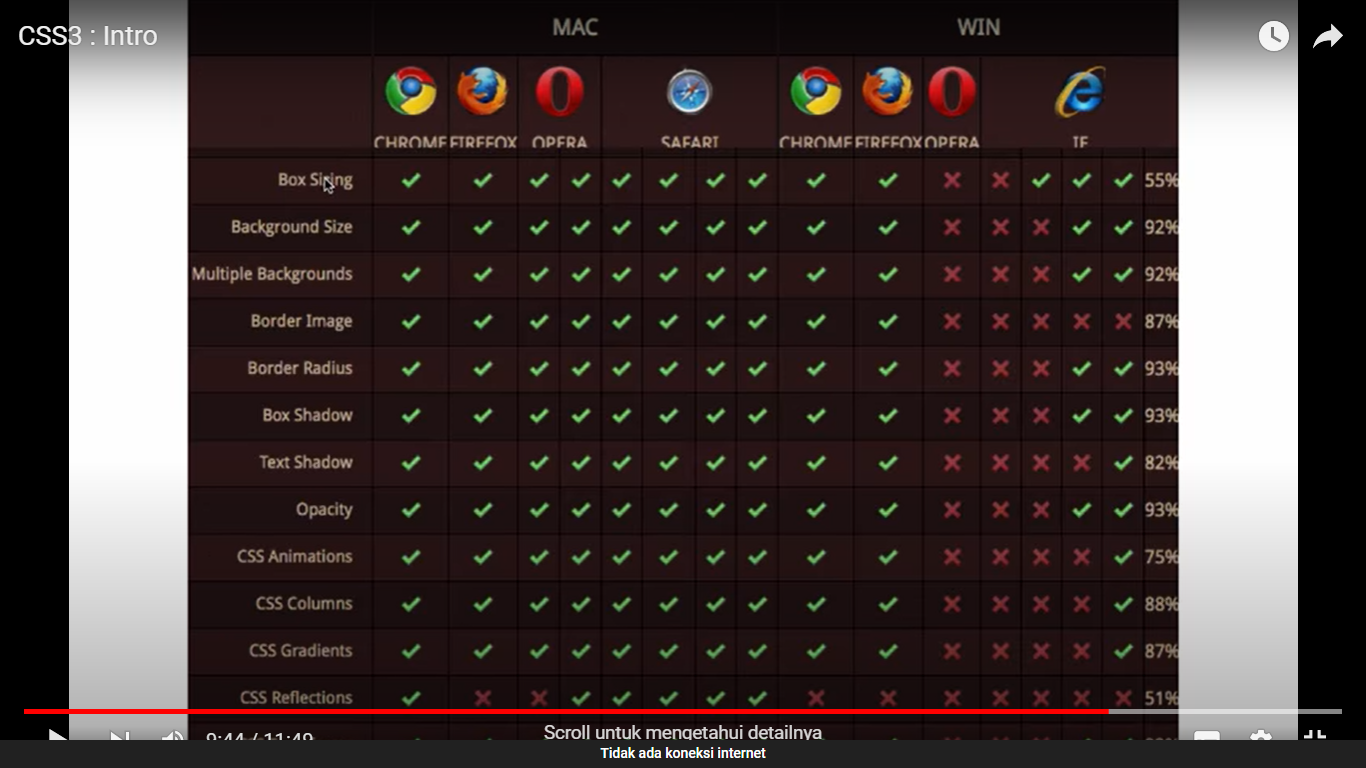 CSS3 : Intro
MAC WIN
CHROME FIREFOX OPERA SAFARI CHROME FIREFOX OPERA IE
Box Sizing 55%
Background Size 92%
Multiple Backgrounds 92%
Border Image 87%
Border Radius 93%
Box Shadow 93%
Text Shadow 82%
Opacity 93%
CSS Animations 75%
CSS Columns 88%
CSS Gradients 87%
CSS Reflections 51%
9:44 / 11:49
Scroll untuk mengetahui detailnya
Tidak ada koneksi internet